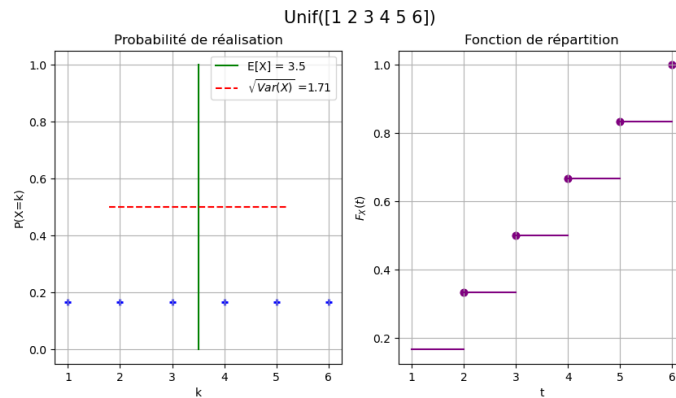 Unif([1 2 3 4 5 6])
Probabilité de réalisation
P(X=k)
1.0
0.8
0.6
0.4
0.2
0.0
E[X] = 3.5
√Var(X) =1.71
1 2 3 4 5 6
k
Fonction de répartition
F_X(t)
1.0
0.8
0.6
0.4
0.2
1 2 3 4 5 6
t